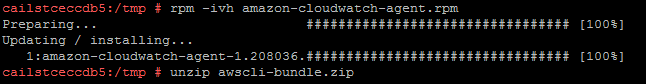 cailstceccdb5:/tmp # rpm -ivh amazon-cloudwatch-agent.rpm
Preparing... ################################# [100%]
Updating / installing...
1:amazon-cloudwatch-agent-1.208036.################################# [100%]
cailstceccdb5:/tmp # unzip awscli-bundle.zip